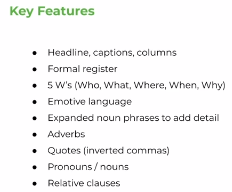 Key Features
● Headline, captions, columns
● Formal register
● 5 W's (Who, What, Where, When, Why)
● Emotive language
● Expanded noun phrases to add detail
● Adverbs
● Quotes (inverted commas)
● Pronouns / nouns
● Relative clauses